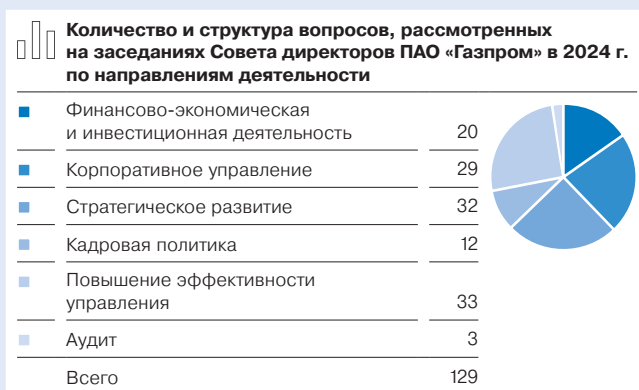 Количество и структура вопросов, рассмотренных
на заседаниях Совета директоров ПАО «Газпром» в 2024 г.
по направлениям деятельности
Финансово-экономическая
и инвестиционная деятельность 20
Корпоративное управление 29
Стратегическое развитие 32
Кадровая политика 12
Повышение эффективности
управления 33
Аудит 3
Всего 129